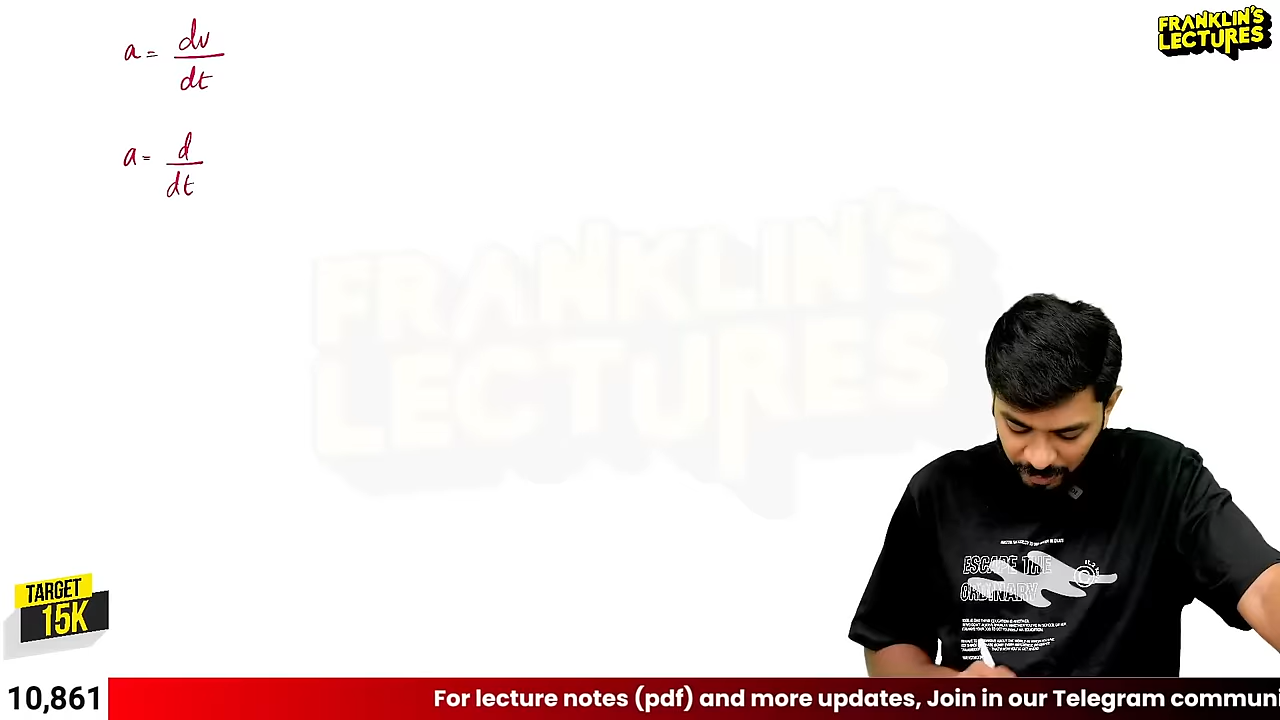 a = dv/dt
FRANKLIN'S
LECTURES
a = d/dt
FRANKLIN'S
LECTURES
ESCAPE THE
ORDINARY
TARGET
15K
10,861
For lecture notes (pdf) and more updates, Join in our Telegram communi